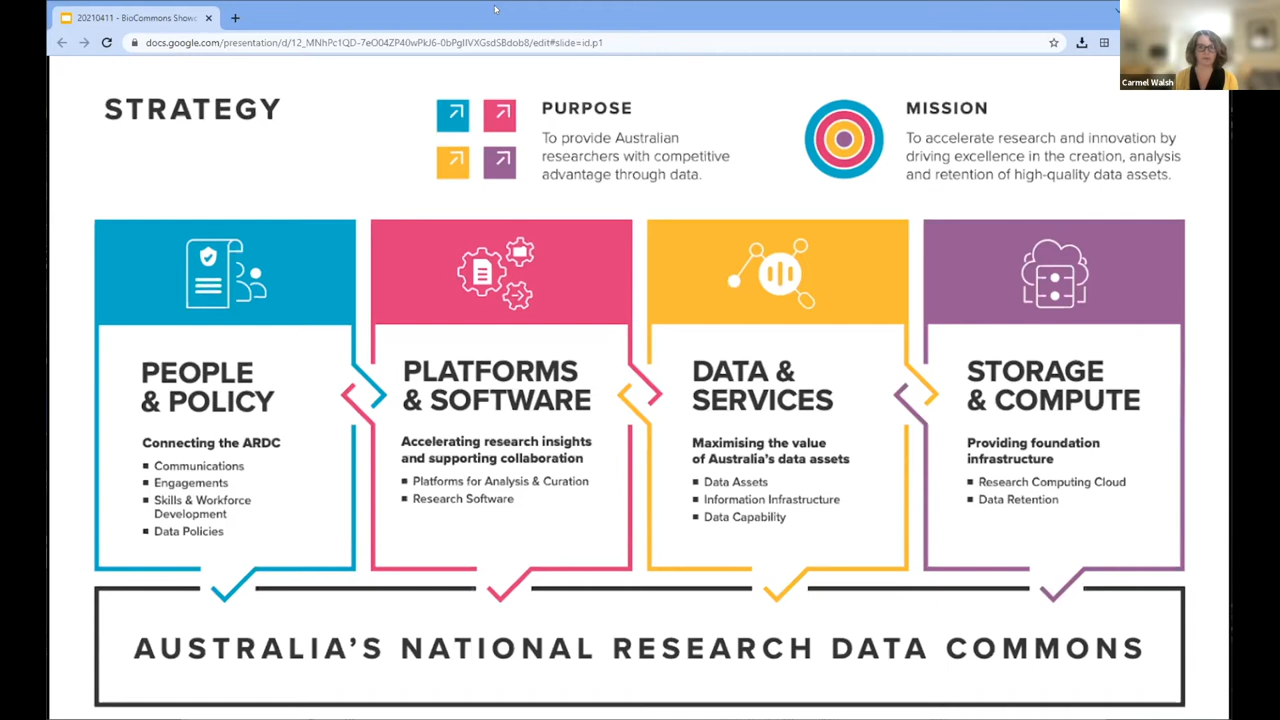 20210411 - BioCommons Showc
docs.google.com/presentation/d/12_MNhPc1QD-7eO04ZP40wPkJ6-0bPgIIVXGsdSBdob8/edit#slide=id.p1
Carmel Walsh
STRATEGY
PURPOSE
To provide Australian
researchers with competitive
advantage through data.
MISSION
To accelerate research and innovation by
driving excellence in the creation, analysis
and retention of high-quality data assets.
PEOPLE
& POLICY
Connecting the ARDC
▪ Communications
▪ Engagements
▪ Skills & Workforce
Development
▪ Data Policies
PLATFORMS
& SOFTWARE
Accelerating research insights
and supporting collaboration
▪ Platforms for Analysis & Curation
▪ Research Software
DATA &
SERVICES
Maximising the value
of Australia's data assets
▪ Data Assets
▪ Information Infrastructure
▪ Data Capability
STORAGE
& COMPUTE
Providing foundation
infrastructure
▪ Research Computing Cloud
▪ Data Retention
AUSTRALIA'S NATIONAL RESEARCH DATA COMMONS